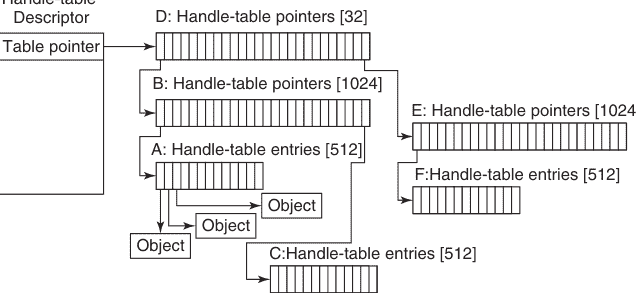 Handle-table
Descriptor
Table pointer
D: Handle-table pointers [32]
B: Handle-table pointers [1024]
E: Handle-table pointers [1024
A: Handle-table entries [512]
F:Handle-table entries [512]
Object
Object
Object
C:Handle-table entries [512]